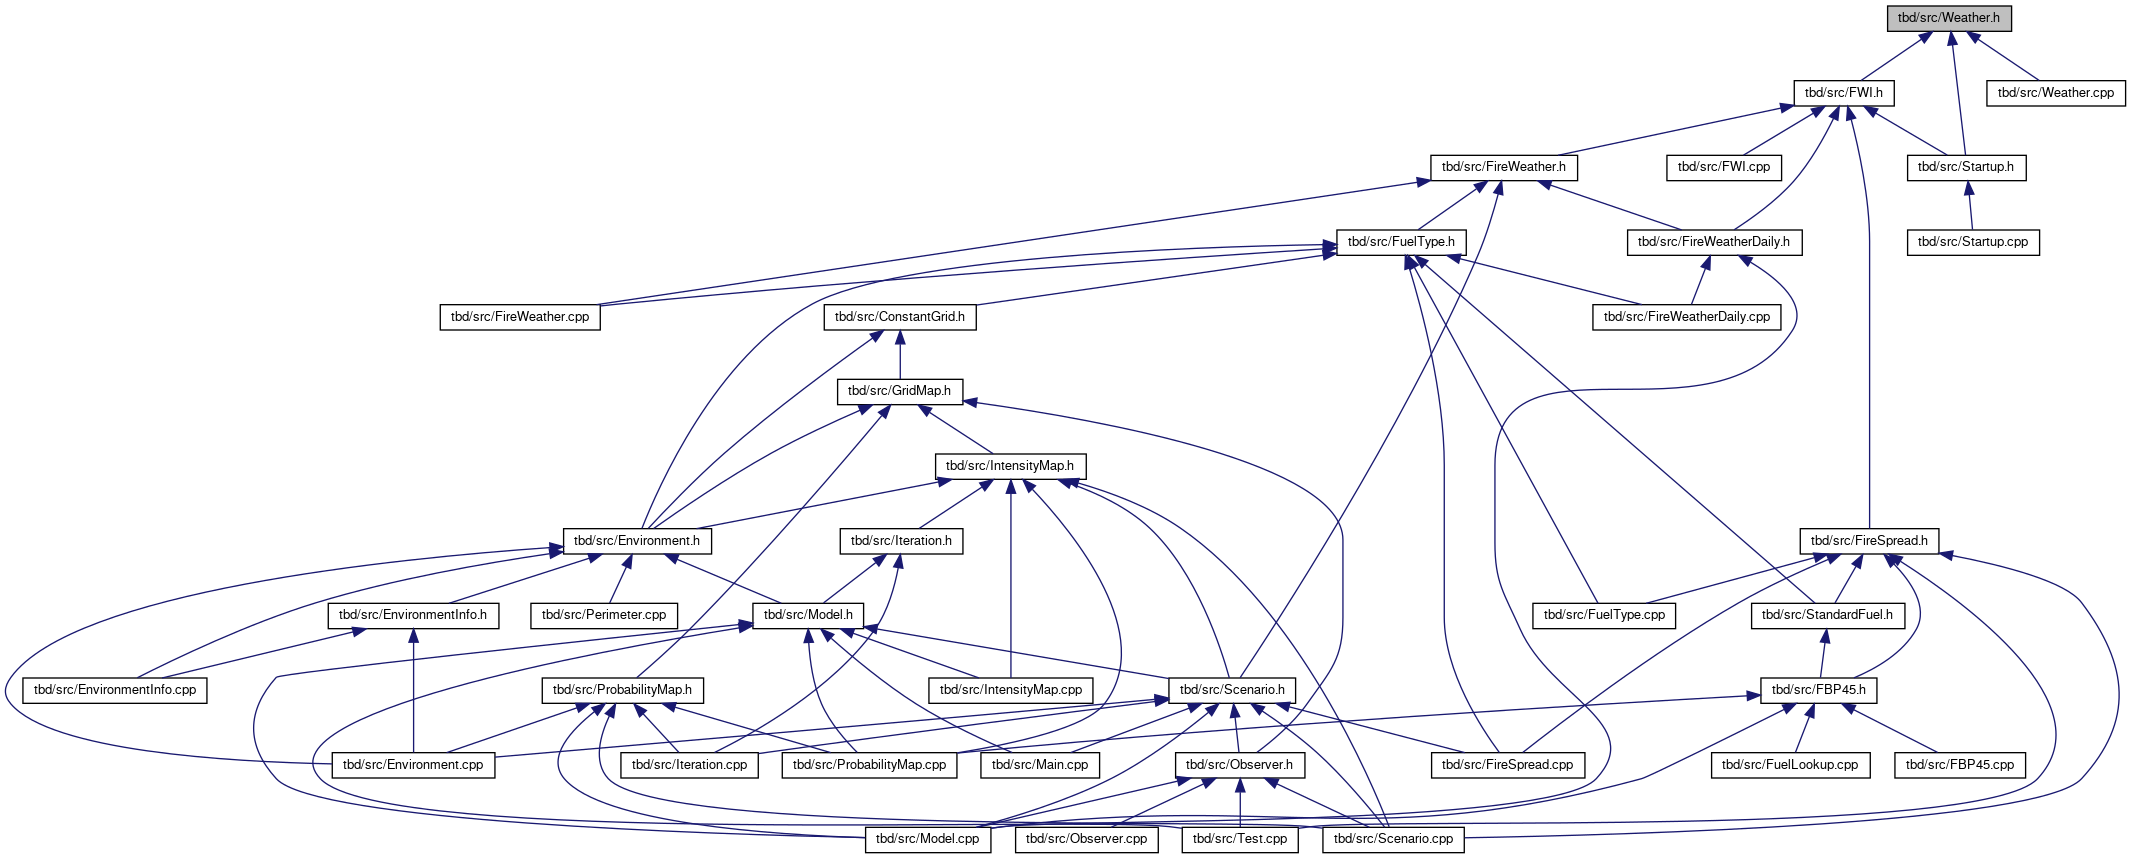 tbd/src/Weather.h
tbd/src/FWI.h
tbd/src/Weather.cpp
tbd/src/FireWeather.h
tbd/src/FWI.cpp
tbd/src/Startup.h
tbd/src/FuelType.h
tbd/src/FireWeatherDaily.h
tbd/src/Startup.cpp
tbd/src/FireWeather.cpp
tbd/src/ConstantGrid.h
tbd/src/FireWeatherDaily.cpp
tbd/src/GridMap.h
tbd/src/IntensityMap.h
tbd/src/Environment.h
tbd/src/Iteration.h
tbd/src/FireSpread.h
tbd/src/EnvironmentInfo.h
tbd/src/Perimeter.cpp
tbd/src/Model.h
tbd/src/FuelType.cpp
tbd/src/StandardFuel.h
tbd/src/EnvironmentInfo.cpp
tbd/src/ProbabilityMap.h
tbd/src/IntensityMap.cpp
tbd/src/Scenario.h
tbd/src/FBP45.h
tbd/src/Environment.cpp
tbd/src/Iteration.cpp
tbd/src/ProbabilityMap.cpp
tbd/src/Main.cpp
tbd/src/Observer.h
tbd/src/FireSpread.cpp
tbd/src/FuelLookup.cpp
tbd/src/FBP45.cpp
tbd/src/Model.cpp
tbd/src/Observer.cpp
tbd/src/Test.cpp
tbd/src/Scenario.cpp